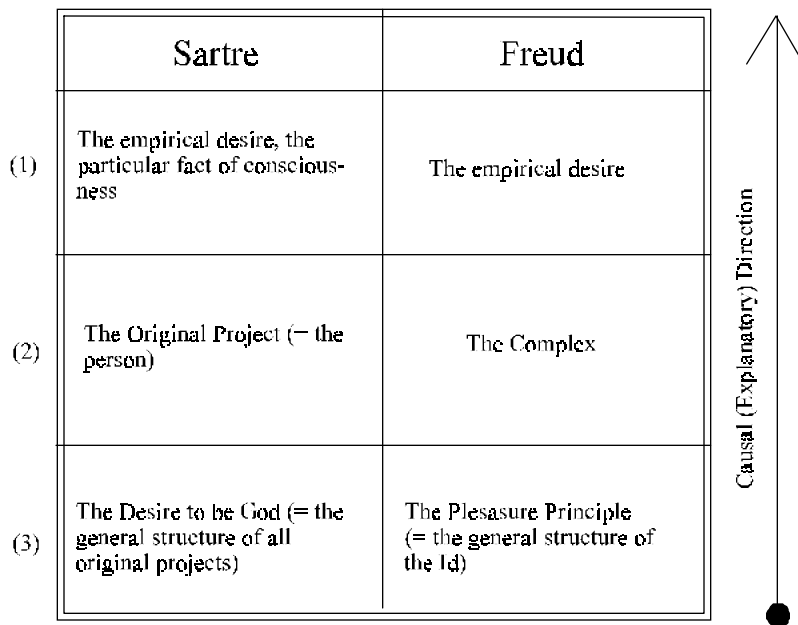 Sartre
Freud
(1)
The empirical desire, the
particular fact of conscious-
ness
The empirical desire
(2)
The Original Project (= the
person)
The Complex
(3)
The Desire to be God (= the
general structure of all
original projects)
The Plesasure Principle
(= the general structure of
the Id)
Causal (Explanatory) Direction